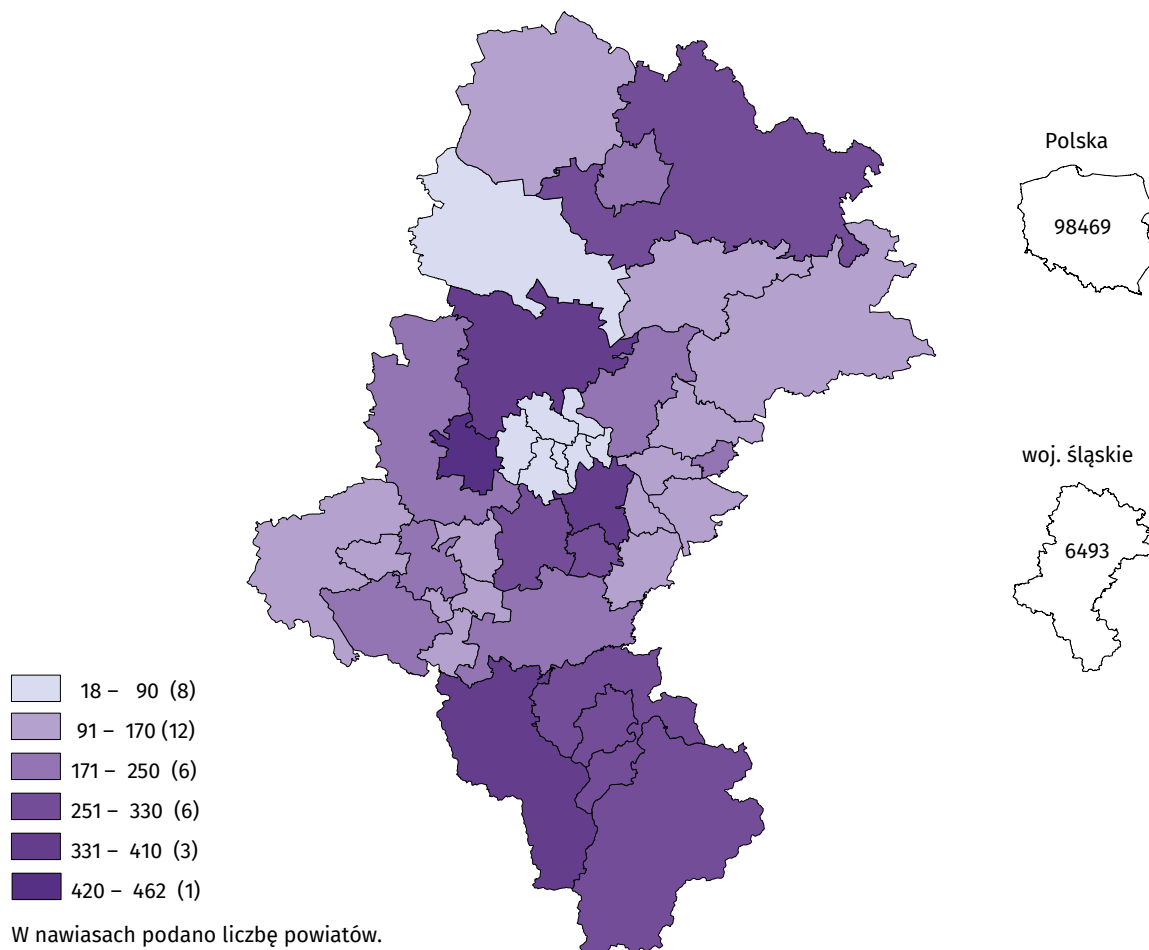 Polska
98469
woj. śląskie
6493
18 – 90 (8)
91 – 170 (12)
171 – 250 (6)
251 – 330 (6)
331 – 410 (3)
420 – 462 (1)
W nawiasach podano liczbę powiatów.